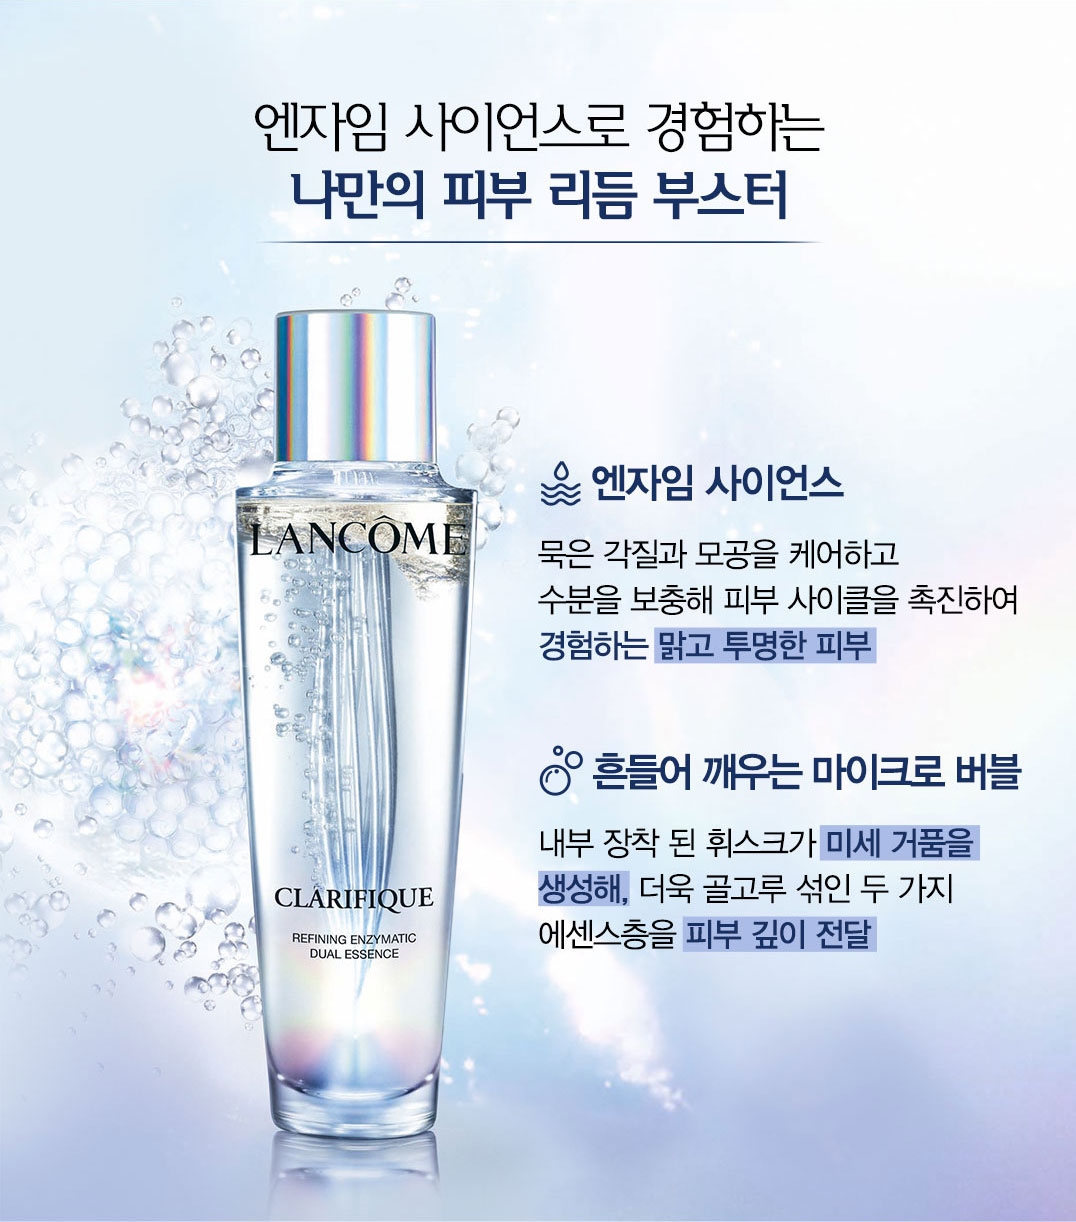 엔자임 사이언스로 경험하는
나만의 피부 리듬 부스터
LANCÔME
CLARIFIQUE
REFINING ENZYMATIC
DUAL ESSENCE
엔자임 사이언스
묵은 각질과 모공을 케어하고
수분을 보충해 피부 사이클을 촉진하여
경험하는 맑고 투명한 피부
흔들어 깨우는 마이크로 버블
내부 장착 된 휘스크가 미세 거품을
생성해, 더욱 골고루 섞인 두 가지
에센스층을 피부 깊이 전달